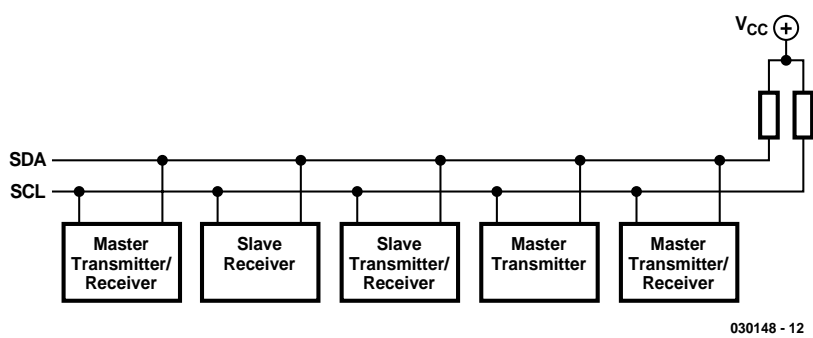 VCC
SDA
SCL
Master
Transmitter/
Receiver
Slave
Receiver
Slave
Transmitter/
Receiver
Master
Transmitter
Master
Transmitter/
Receiver
030148 - 12